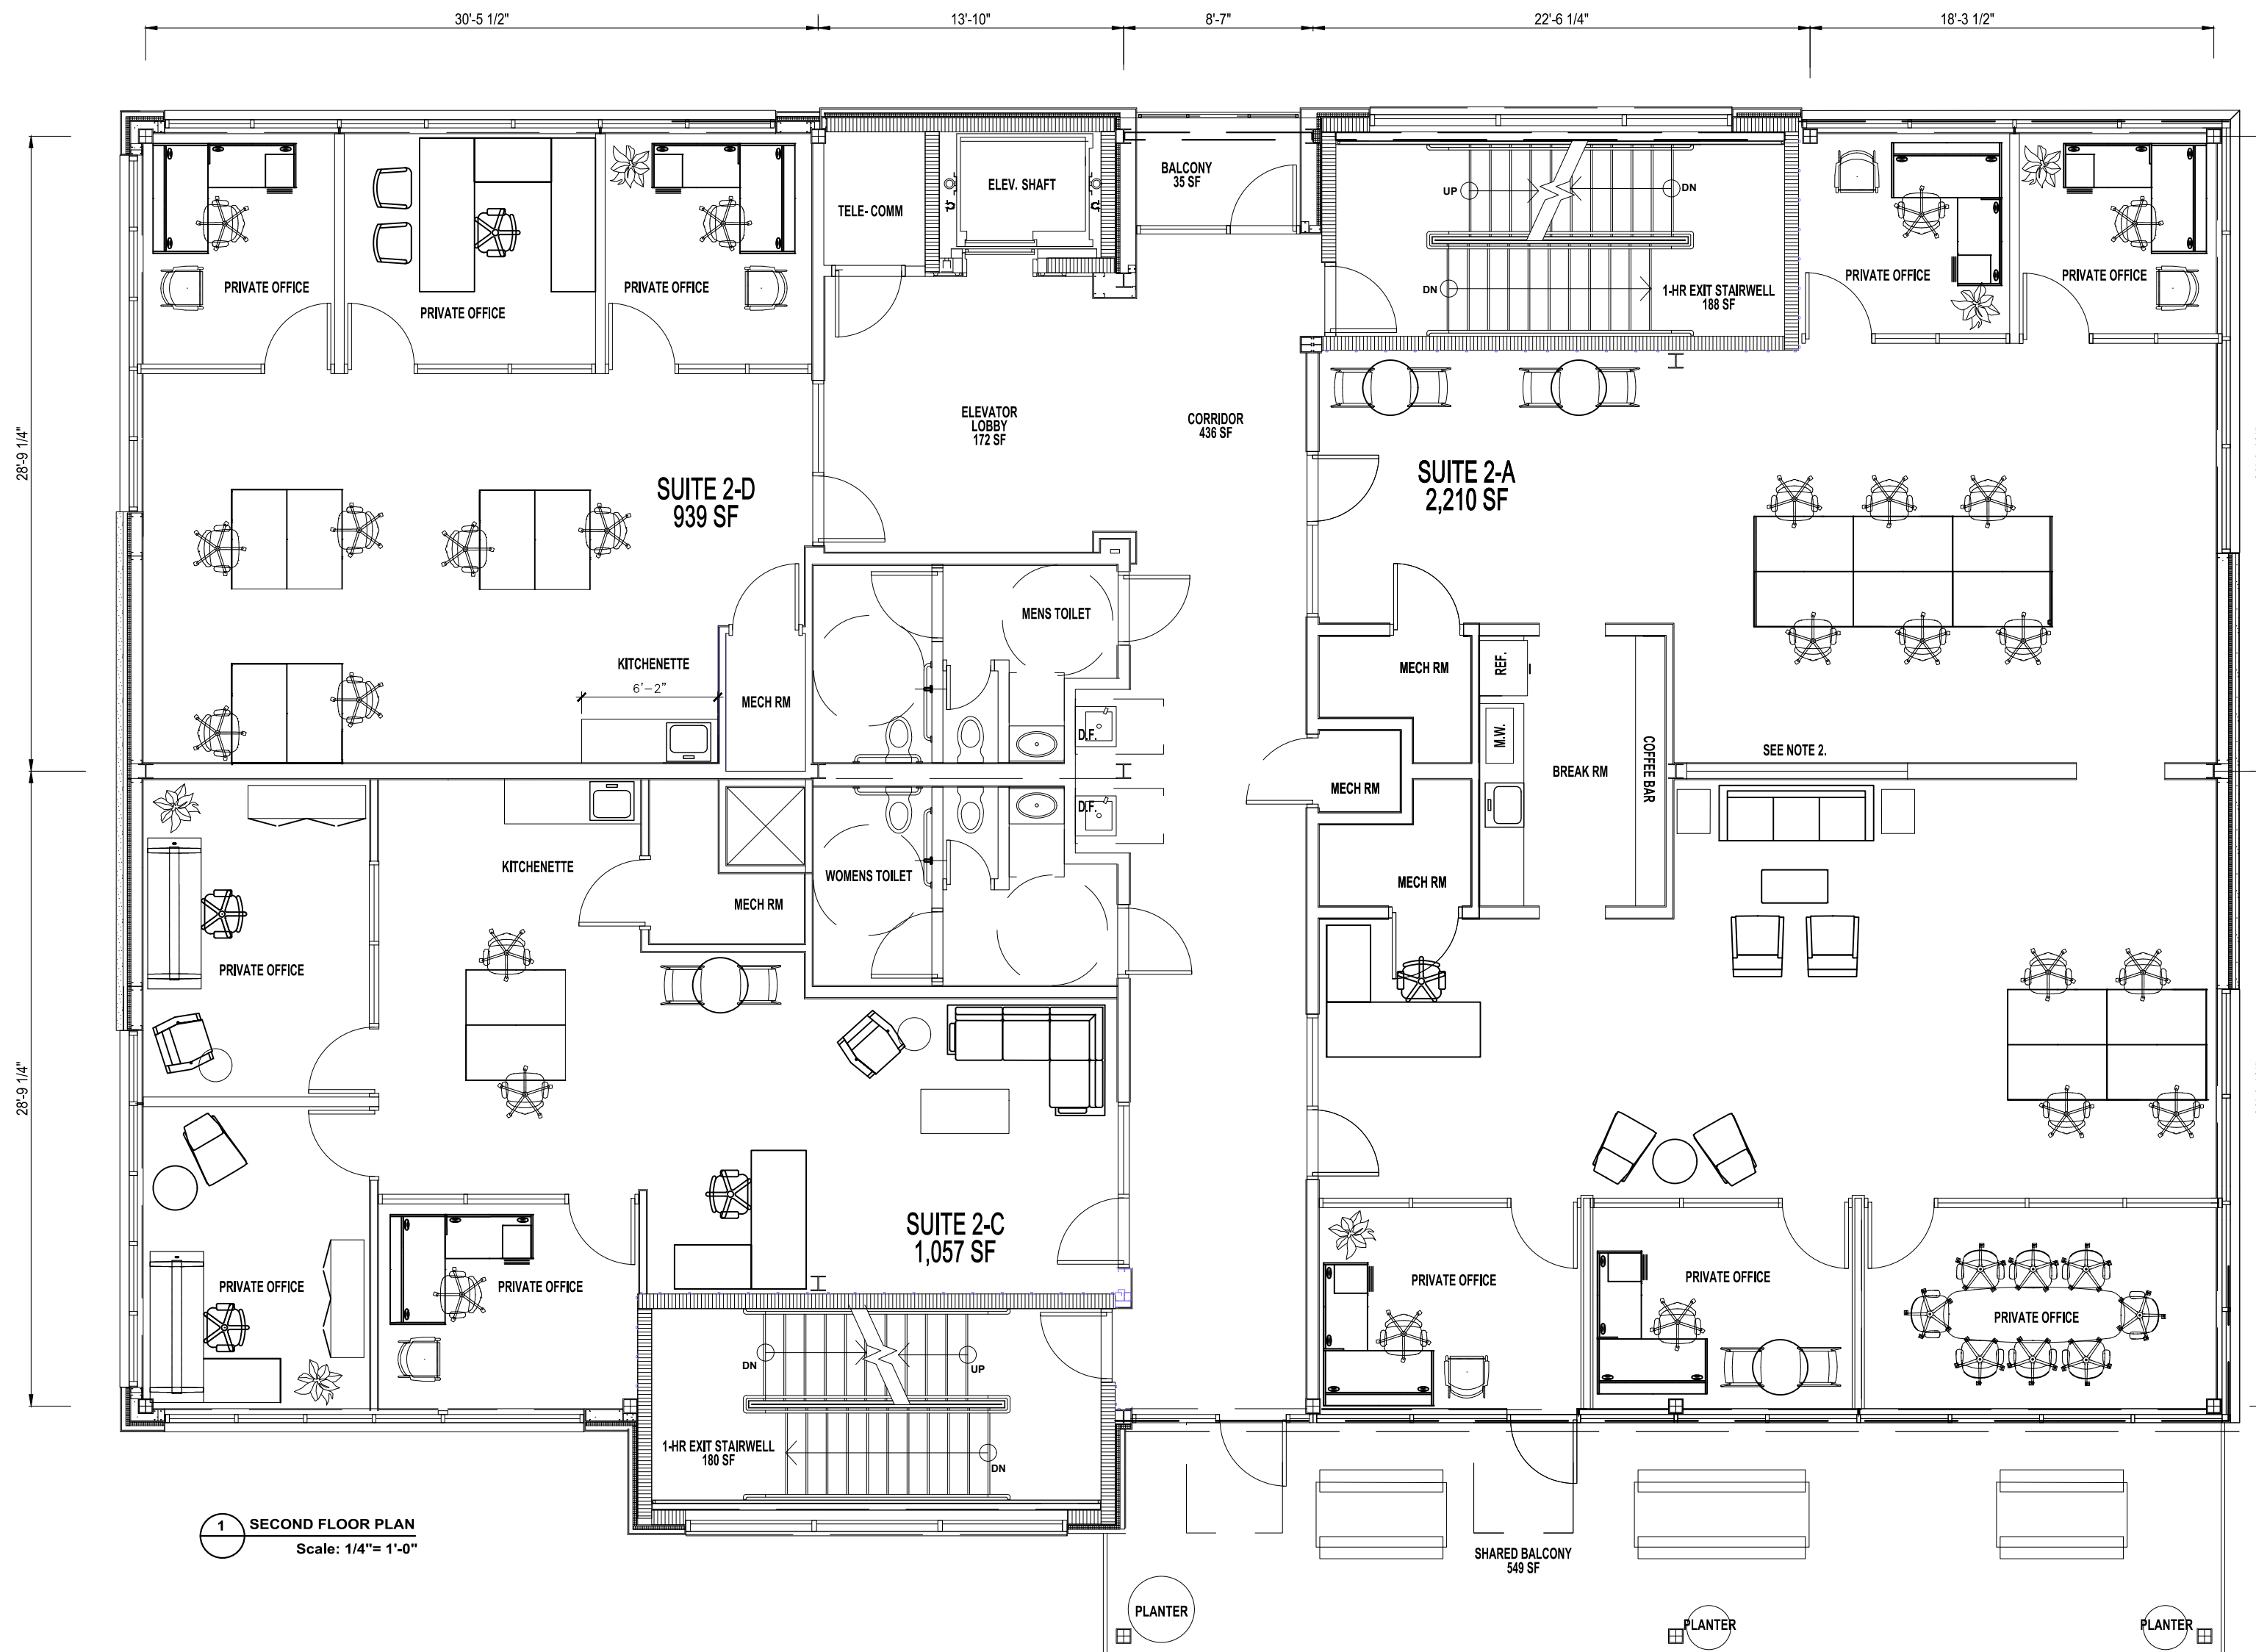 30'-5 1/2"
13'-10"
8'-7"
22'-6 1/4"
18'-3 1/2"
28'-9 1/4"
28'-9 1/4"
PRIVATE OFFICE
PRIVATE OFFICE
PRIVATE OFFICE
TELE- COMM
ELEV. SHAFT
BALCONY
35 SF
UP
DN
DN
1-HR EXIT STAIRWELL
188 SF
PRIVATE OFFICE
PRIVATE OFFICE
ELEVATOR
LOBBY
172 SF
CORRIDOR
436 SF
SUITE 2-D
939 SF
SUITE 2-A
2,210 SF
KITCHENETTE
6'-2"
MECH RM
MENS TOILET
D.F.
MECH RM
REF.
M.W.
BREAK RM
COFFEE BAR
SEE NOTE 2.
MECH RM
D.F.
MECH RM
KITCHENETTE
MECH RM
WOMENS TOILET
PRIVATE OFFICE
PRIVATE OFFICE
PRIVATE OFFICE
SUITE 2-C
1,057 SF
PRIVATE OFFICE
PRIVATE OFFICE
PRIVATE OFFICE
DN
UP
1-HR EXIT STAIRWELL
180 SF
DN
1
SECOND FLOOR PLAN
Scale: 1/4"= 1'-0"
SHARED BALCONY
549 SF
PLANTER
PLANTER
PLANTER